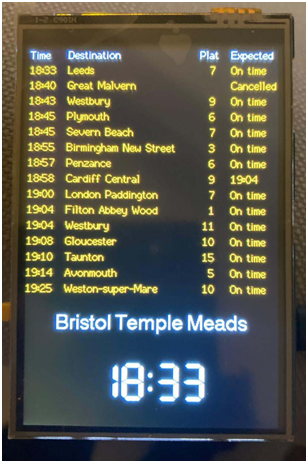 Time Destination Plat Expected
18:33 Leeds 7 On time
18:40 Great Malvern Cancelled
18:43 Westbury 9 On time
18:45 Plymouth 6 On time
18:45 Severn Beach 7 On time
18:55 Birmingham New Street 3 On time
18:57 Penzance 6 On time
18:58 Cardiff Central 9 19:04
19:00 London Paddington 7 On time
19:04 Filton Abbey Wood 1 On time
19:04 Westbury 11 On time
19:08 Gloucester 10 On time
19:10 Taunton 15 On time
19:14 Avonmouth 5 On time
19:25 Weston-super-Mare 10 On time
Bristol Temple Meads
18:33